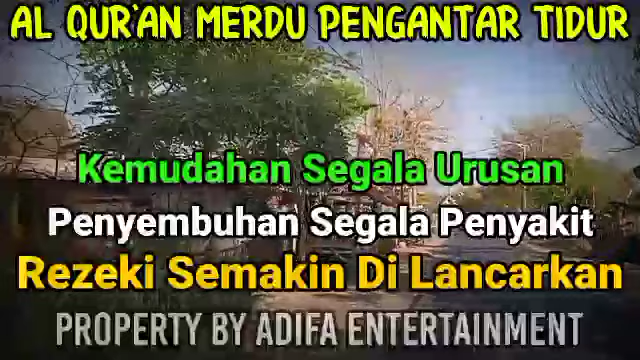 AL QUR'AN MERDU PENGANTAR TIDUR
Kemudahan Segala Urusan
Penyembuhan Segala Penyakit
Rezeki Semakin Di Lancarkan
PROPERTY BY ADIFA ENTERTAINMENT